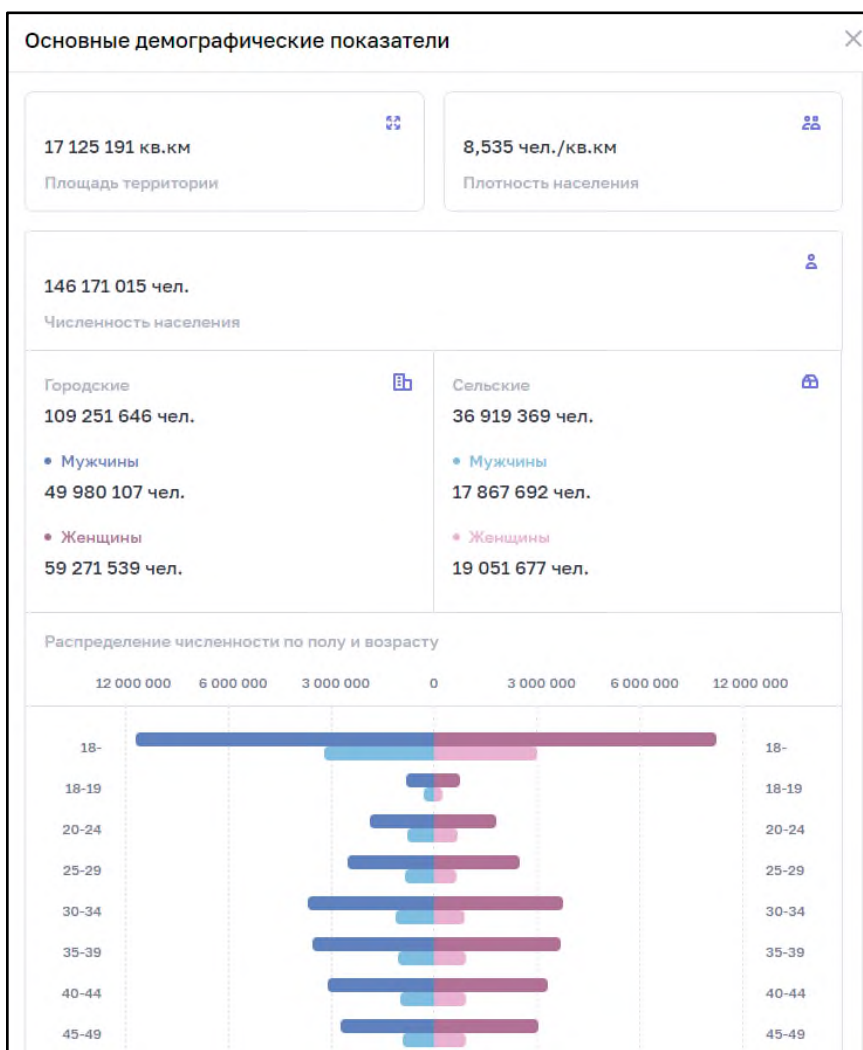 Основные демографические показатели
17 125 191 кв.км
Площадь территории
8,535 чел./кв.км
Плотность населения
146 171 015 чел.
Численность населения
Городские
109 251 646 чел.
Мужчины
49 980 107 чел.
Женщины
59 271 539 чел.
Сельские
36 919 369 чел.
Мужчины
17 867 692 чел.
Женщины
19 051 677 чел.
Распределение численности по полу и возрасту
12 000 000 6 000 000 3 000 000 0 3 000 000 6 000 000 12 000 000
18- 18-
18-19 18-19
20-24 20-24
25-29 25-29
30-34 30-34
35-39 35-39
40-44 40-44
45-49 45-49